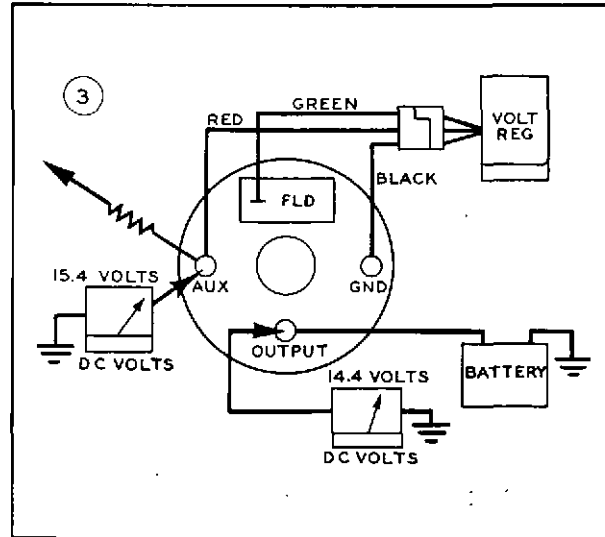 3
GREEN
RED
VOLT
REG
BLACK
FLD
15.4 VOLTS
AUX
GND
DC VOLTS
OUTPUT
BATTERY
14.4 VOLTS
DC VOLTS